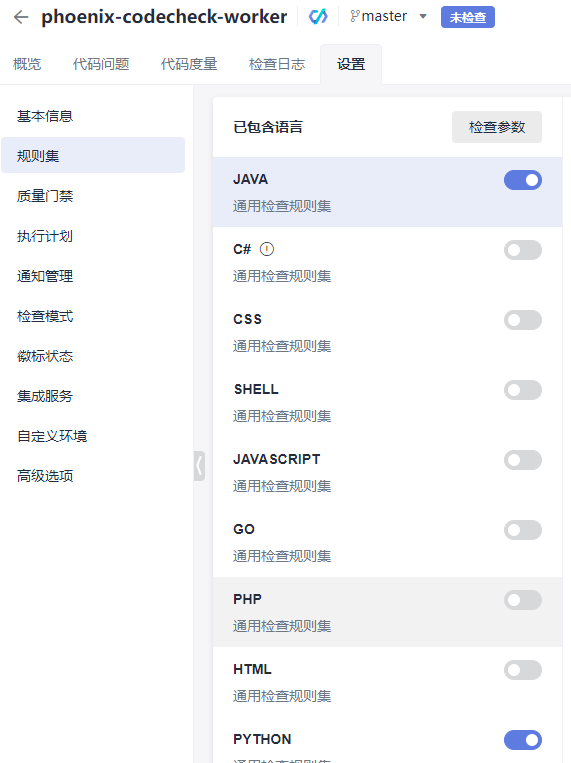 phoenix-codecheck-worker master 未检查
概览 代码问题 代码度量 检查日志 设置
基本信息
规则集
质量门禁
执行计划
通知管理
检查模式
徽标状态
集成服务
自定义环境
高级选项
已包含语言 检查参数
JAVA
通用检查规则集
C#
通用检查规则集
CSS
通用检查规则集
SHELL
通用检查规则集
JAVASCRIPT
通用检查规则集
GO
通用检查规则集
PHP
通用检查规则集
HTML
通用检查规则集
PYTHON
通用检查规则集